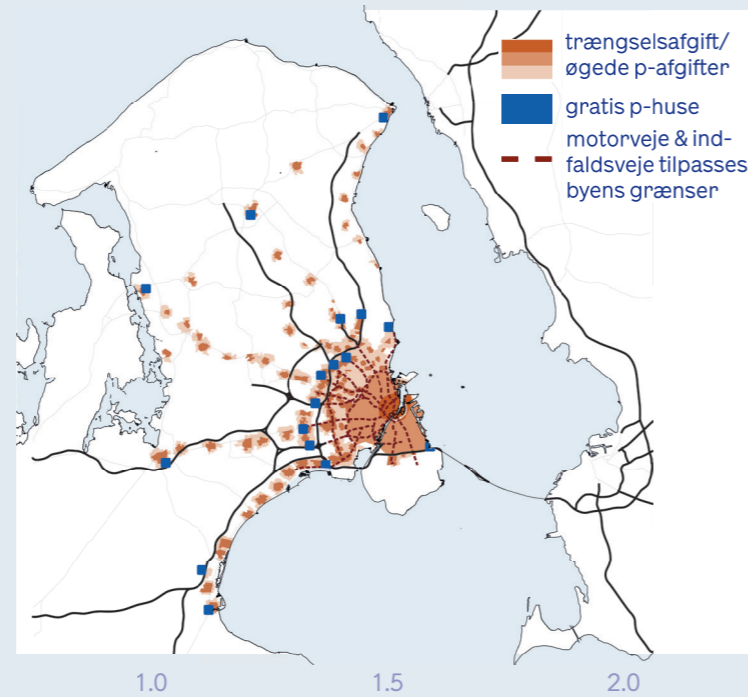 trængselsafgift/
øgede p-afgifter
gratis p-huse
motorveje & ind-
faldsveje tilpasses
byens grænser
1.0
1.5
2.0